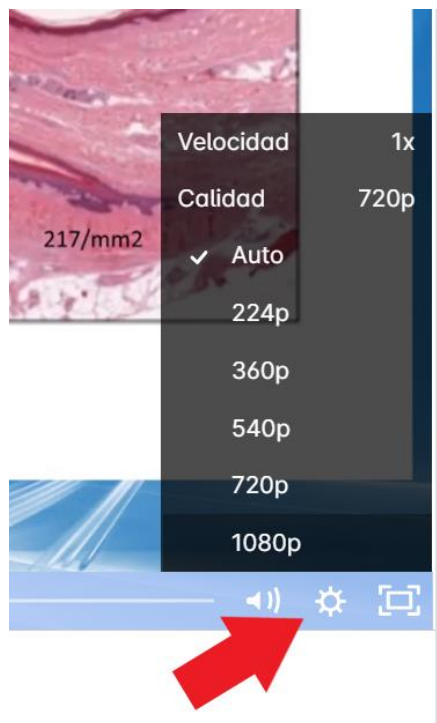 Velocidad 1x
Calidad 720p
217/mm2
Auto
224p
360p
540p
720p
1080p